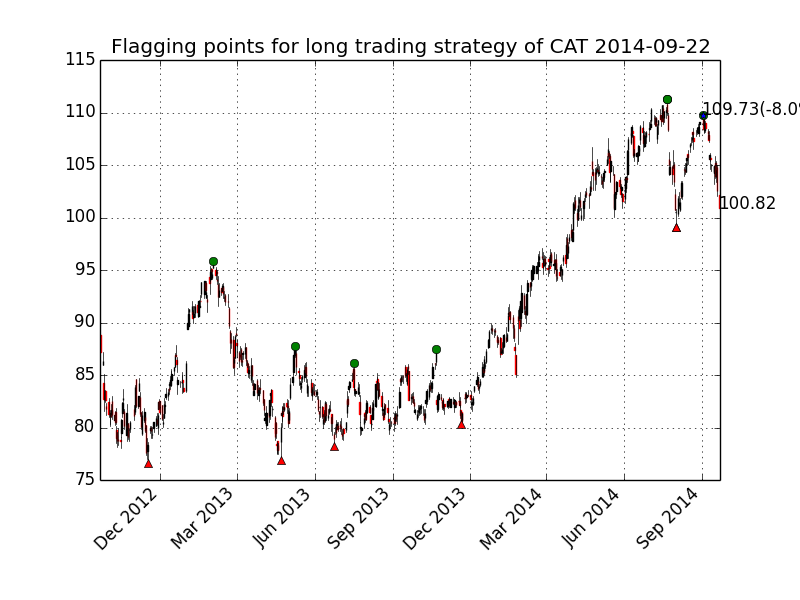 Flagging points for long trading strategy of CAT 2014-09-22
115
110
105
100
95
90
85
80
75
109.73(-8.0%
100.82
Dec 2012
Mar 2013
Jun 2013
Sep 2013
Dec 2013
Mar 2014
Jun 2014
Sep 2014